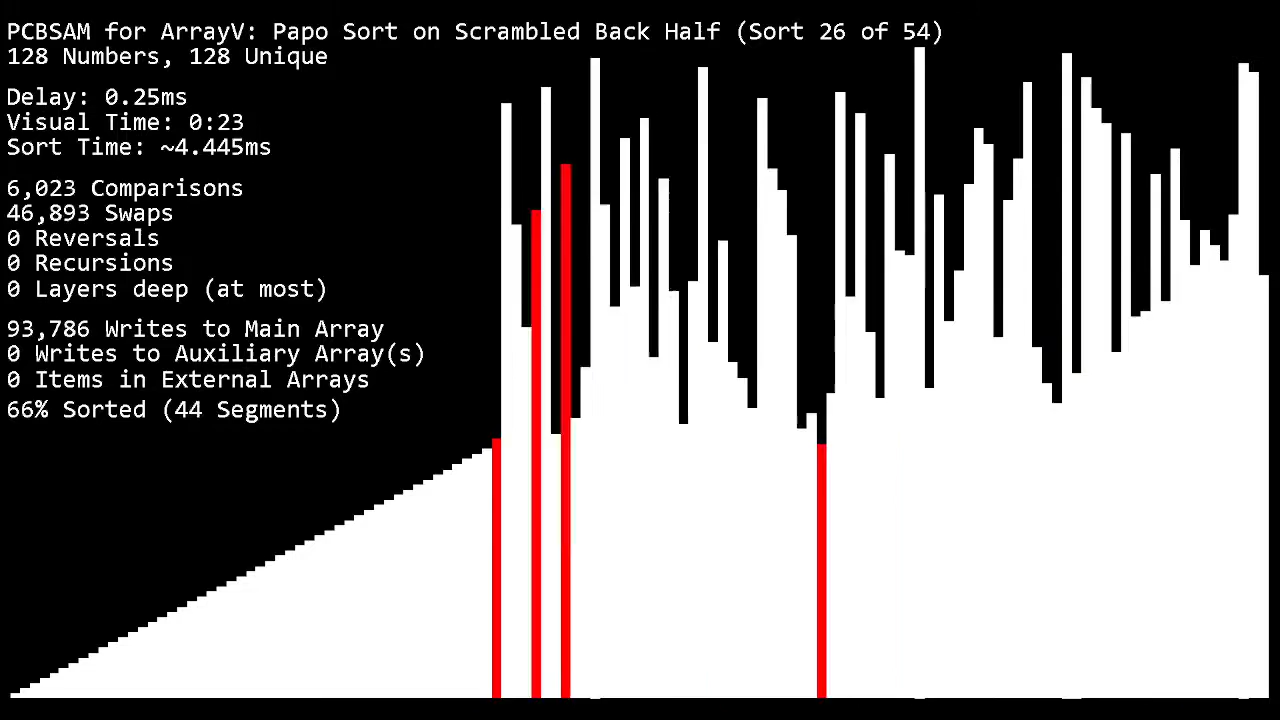 PCBSAM for ArrayV: Papo Sort on Scrambled Back Half (Sort 26 of 54)
128 Numbers, 128 Unique
Delay: 0.25ms
Visual Time: 0:23
Sort Time: ~4.445ms
6,023 Comparisons
46,893 Swaps
0 Reversals
0 Recursions
0 Layers deep (at most)
93,786 Writes to Main Array
0 Writes to Auxiliary Array(s)
0 Items in External Arrays
66% Sorted (44 Segments)